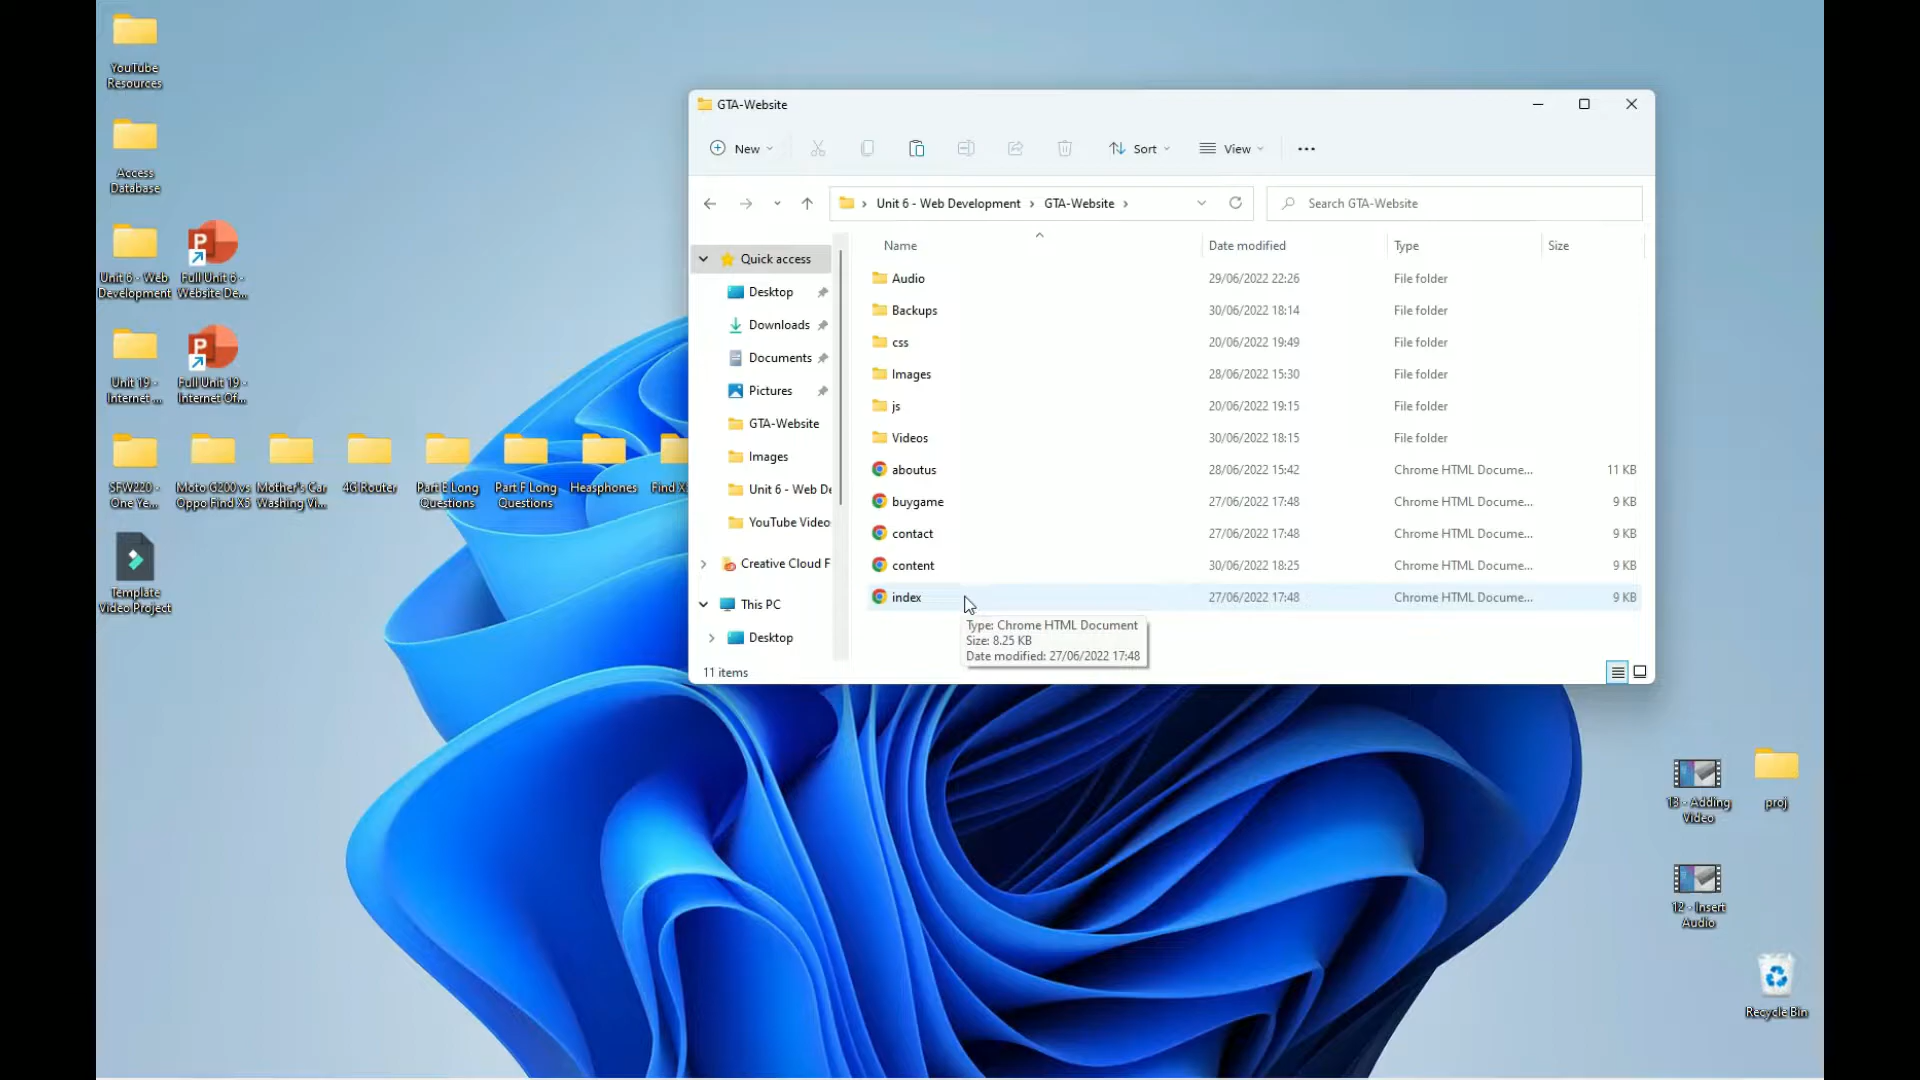 YouTube
Resources
Access
Database
Unit 6 - Web
Development
Full Unit 6 -
Website De...
Unit 19 -
Internet ...
Full Unit 19 -
Internet Of...
SRW220 -
One Ye...
Moto G200 vs
Oppo Find X5
Mother's Car
Washing Vi...
4G Router
Part E Long
Questions
Part F Long
Questions
Heasphones
Find X
Template
Video Project
GTA-Website
New
Sort
View
Unit 6 - Web Development
GTA-Website
Search GTA-Website
Quick access
Desktop
Downloads
Documents
Pictures
GTA-Website
Images
Unit 6 - Web De
YouTube Video
Creative Cloud F
This PC
Desktop
Name Date modified Type Size
Audio 29/06/2022 22:26 File folder
Backups 30/06/2022 18:14 File folder
css 20/06/2022 19:49 File folder
Images 28/06/2022 15:30 File folder
js 20/06/2022 19:15 File folder
Videos 30/06/2022 18:15 File folder
aboutus 28/06/2022 15:42 Chrome HTML Docume... 11 KB
buygame 27/06/2022 17:48 Chrome HTML Docume... 9 KB
contact 27/06/2022 17:48 Chrome HTML Docume... 9 KB
content 30/06/2022 18:25 Chrome HTML Docume... 9 KB
index 27/06/2022 17:48 Chrome HTML Docume... 9 KB
Type: Chrome HTML Document
Size: 8.25 KB
Date modified: 27/06/2022 17:48
11 items
13 - Adding
Video
proj
12 - Insert
Audio
Recycle Bin